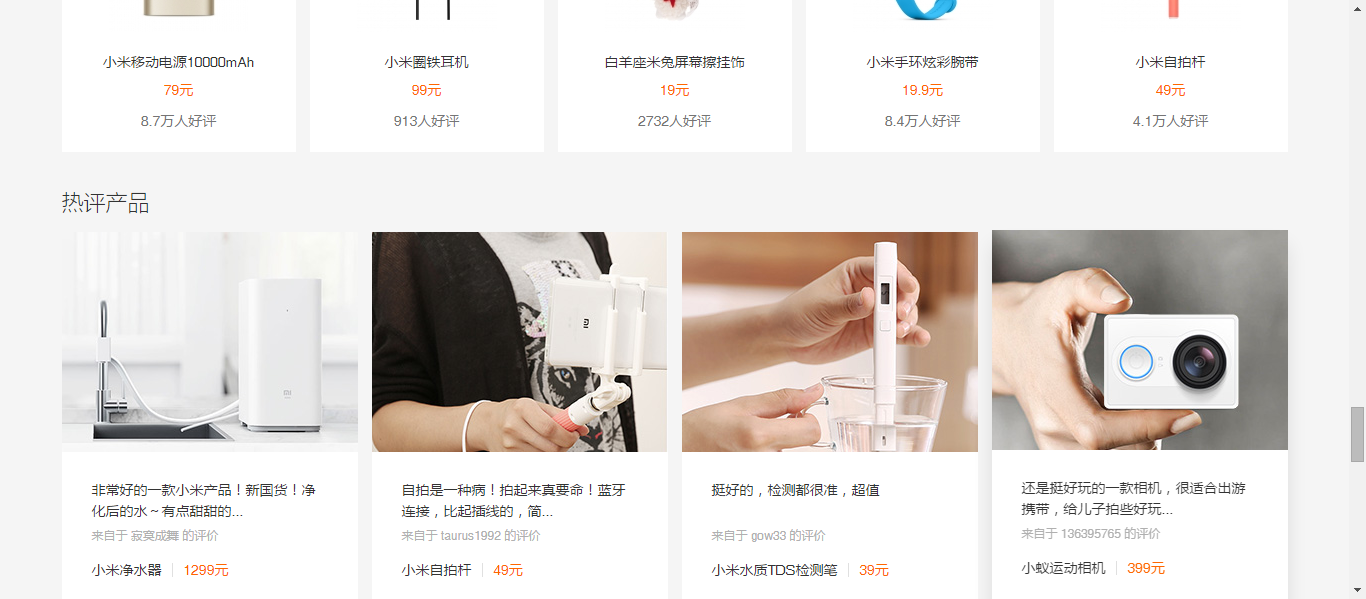 小米移动电源10000mAh
小米圈铁耳机
白羊座米兔屏幕擦挂饰
小米手环炫彩腕带
小米自拍杆
79元
99元
19元
19.9元
49元
8.7万人好评
913人好评
2732人好评
8.4万人好评
4.1万人好评
热评产品
非常好的一款小米产品！新国货！净
化后的水～有点甜甜的...
来自于 寂寞成舞 的评价
小米净水器 1299元
自拍是一种病！拍起来真要命！蓝牙
连接，比起插线的，简...
来自于 taurus1992 的评价
小米自拍杆 49元
挺好的，检测都很准，超值
来自于 gow33 的评价
小米水质TDS检测笔 39元
还是挺好玩的一款相机，很适合出游
携带，给儿子拍些好玩...
来自于 136395765 的评价
小蚁运动相机 399元